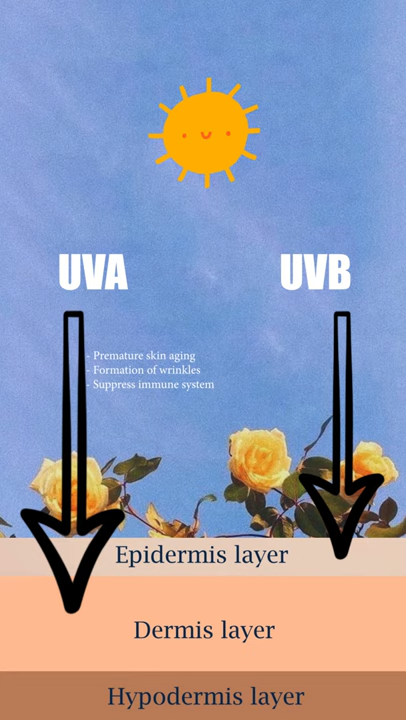 UVA
UVB
- Premature skin aging
- Formation of wrinkles
- Suppress immune system
Epidermis layer
Dermis layer
Hypodermis layer